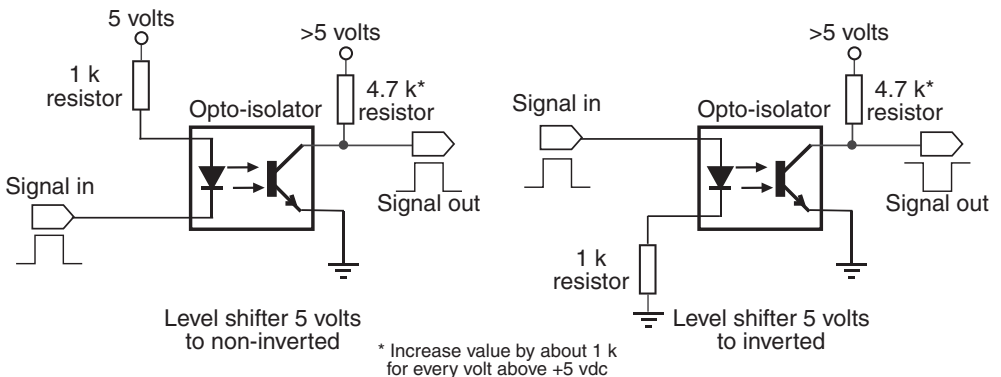 5 volts
>5 volts
1 k
resistor
4.7 k*
resistor
Opto-isolator
Signal in
Signal out
Level shifter 5 volts
to non-inverted
>5 volts
4.7 k*
resistor
Opto-isolator
Signal in
Signal out
1 k
resistor
Level shifter 5 volts
to inverted
* Increase value by about 1 k
for every volt above +5 vdc